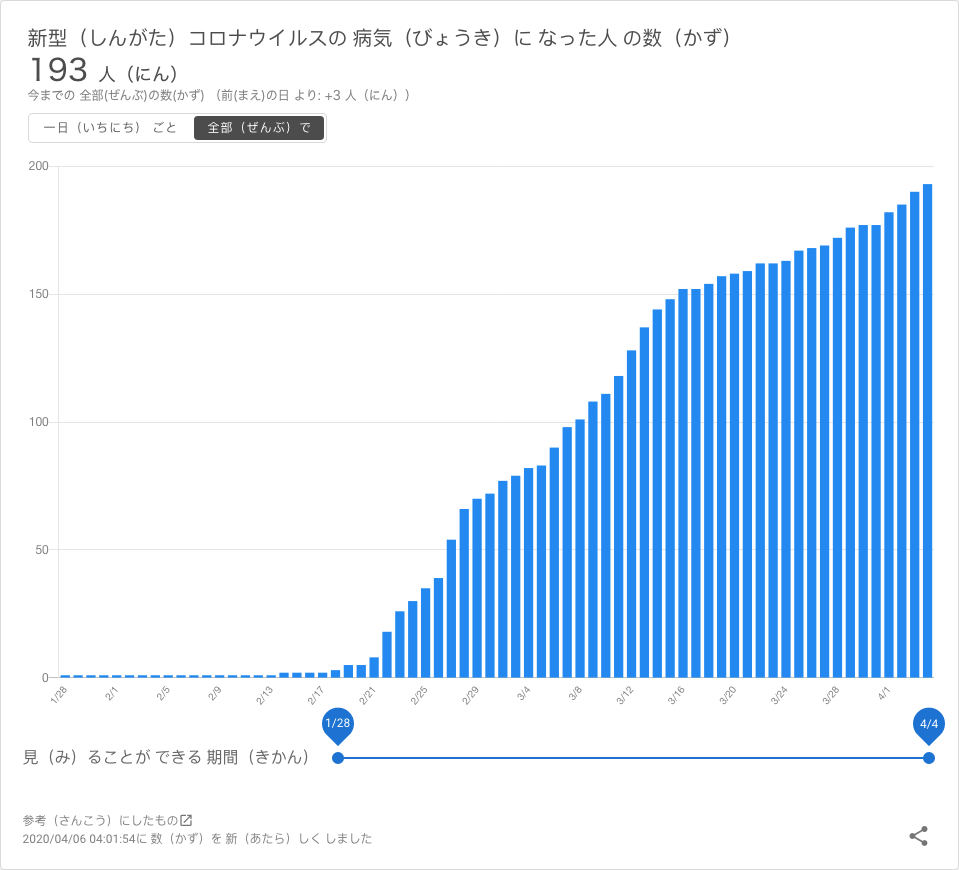 新型（しんがた）コロナウイルスの 病気（びょうき）に なった人 の数（かず）
193 人（にん）
今までの 全部(ぜんぶ)の数(かず) （前(まえ)の日 より: +3 人（にん））
一日（いちにち） ごと 全部（ぜんぶ）で
200
150
100
50
0
1/28 2/1 2/5 2/9 2/13 2/17 2/21 2/25 2/29 3/4 3/8 3/12 3/16 3/20 3/24 3/28 4/1
1/28 4/4
見（み）ることが できる 期間（きかん）
参考（さんこう）にしたもの
2020/04/06 04:01:54に 数（かず）を 新（あたら）しく しました